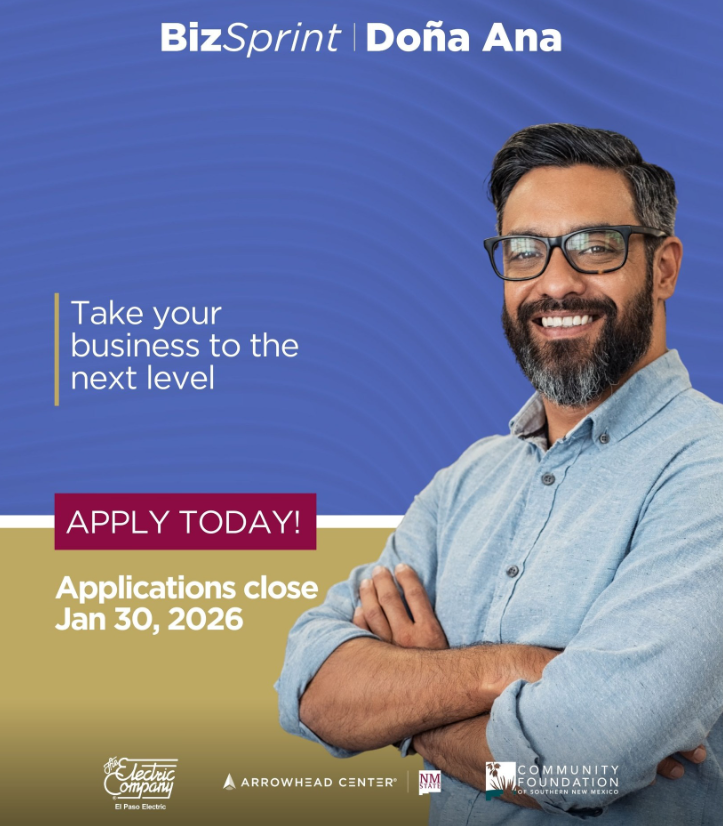 BizSprint | Doña Ana
Take your
business to the
next level
APPLY TODAY!
Applications close
Jan 30, 2026
the
Electric
Company
El Paso Electric
ARROWHEAD CENTER®
NM
STATE
COMMUNITY
FOUNDATION
OF SOUTHERN NEW MEXICO